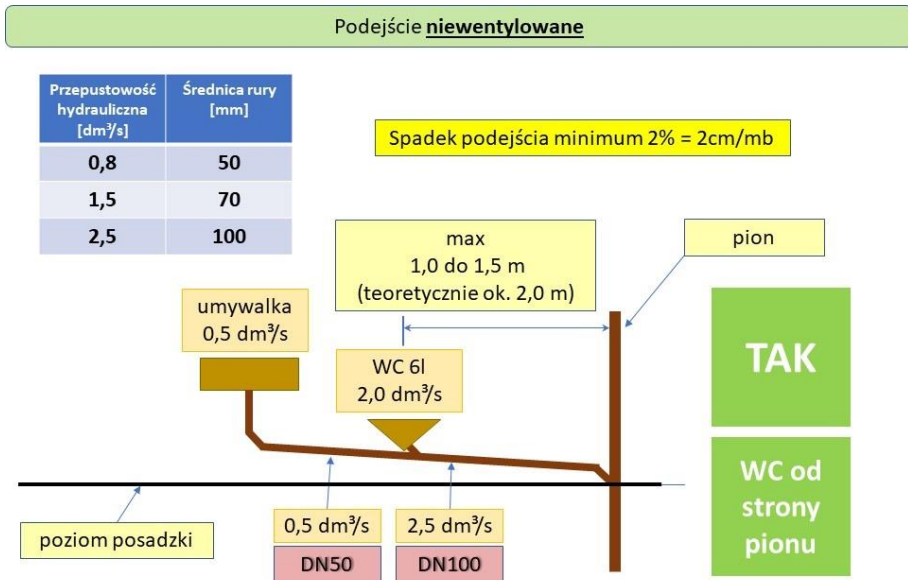 Podejście niewentylowane
Przepustowość
hydrauliczna
[dm³/s]
Średnica rury
[mm]
0,8 50
1,5 70
2,5 100
Spadek podejścia minimum 2% = 2cm/mb
max
1,0 do 1,5 m
(teoretycznie ok. 2,0 m)
pion
umywalka
0,5 dm³/s
WC 6l
2,0 dm³/s
TAK
WC od
strony
pionu
poziom posadzki
0,5 dm³/s
DN50
2,5 dm³/s
DN100